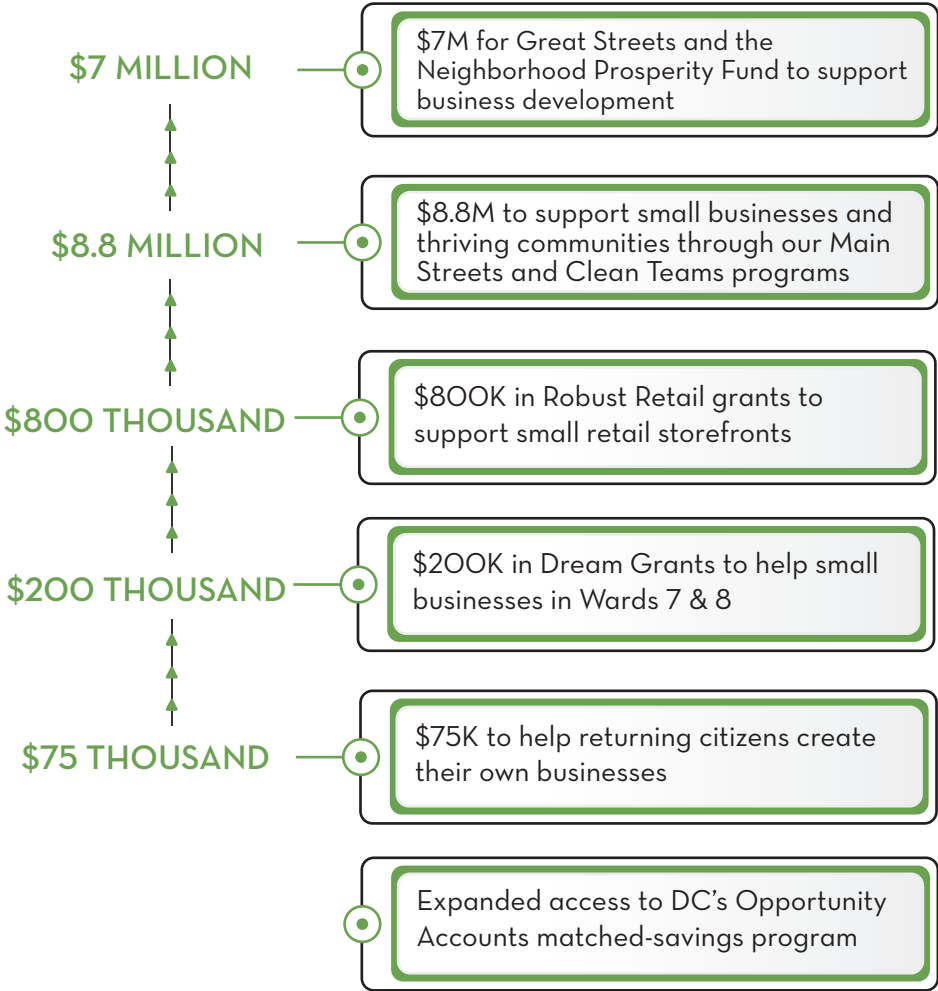 $7 MILLION
$7M for Great Streets and the
Neighborhood Prosperity Fund to support
business development
$8.8 MILLION
$8.8M to support small businesses and
thriving communities through our Main
Streets and Clean Teams programs
$800 THOUSAND
$800K in Robust Retail grants to
support small retail storefronts
$200 THOUSAND
$200K in Dream Grants to help small
businesses in Wards 7 & 8
$75 THOUSAND
$75K to help returning citizens create
their own businesses
Expanded access to DC’s Opportunity
Accounts matched-savings program